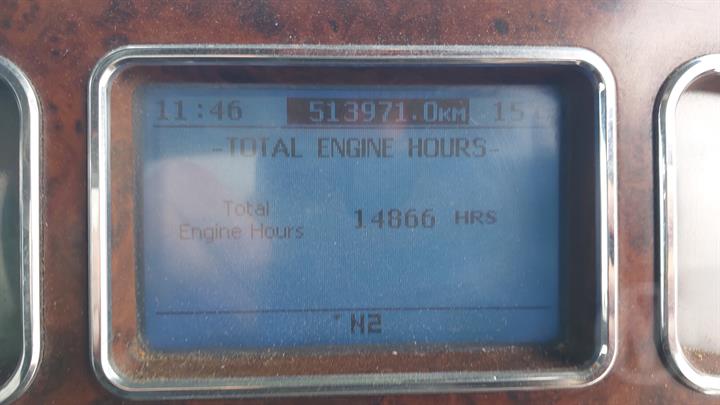 11:46 513971.0KM 15
-TOTAL ENGINE HOURS-
Total
Engine Hours 14866 HRS
N2